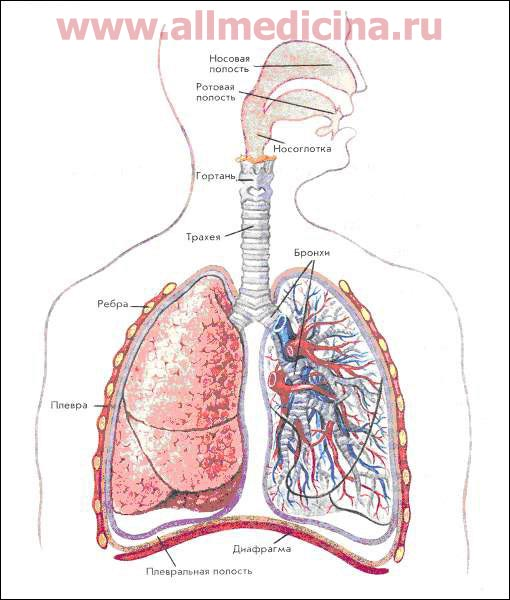 www.allmedicina.ru
Носовая
полость
Ротовая
полость
Носоглотка
Гортань
Трахея
Бронхи
Ребра
Плевра
Диафрагма
Плевральная полость